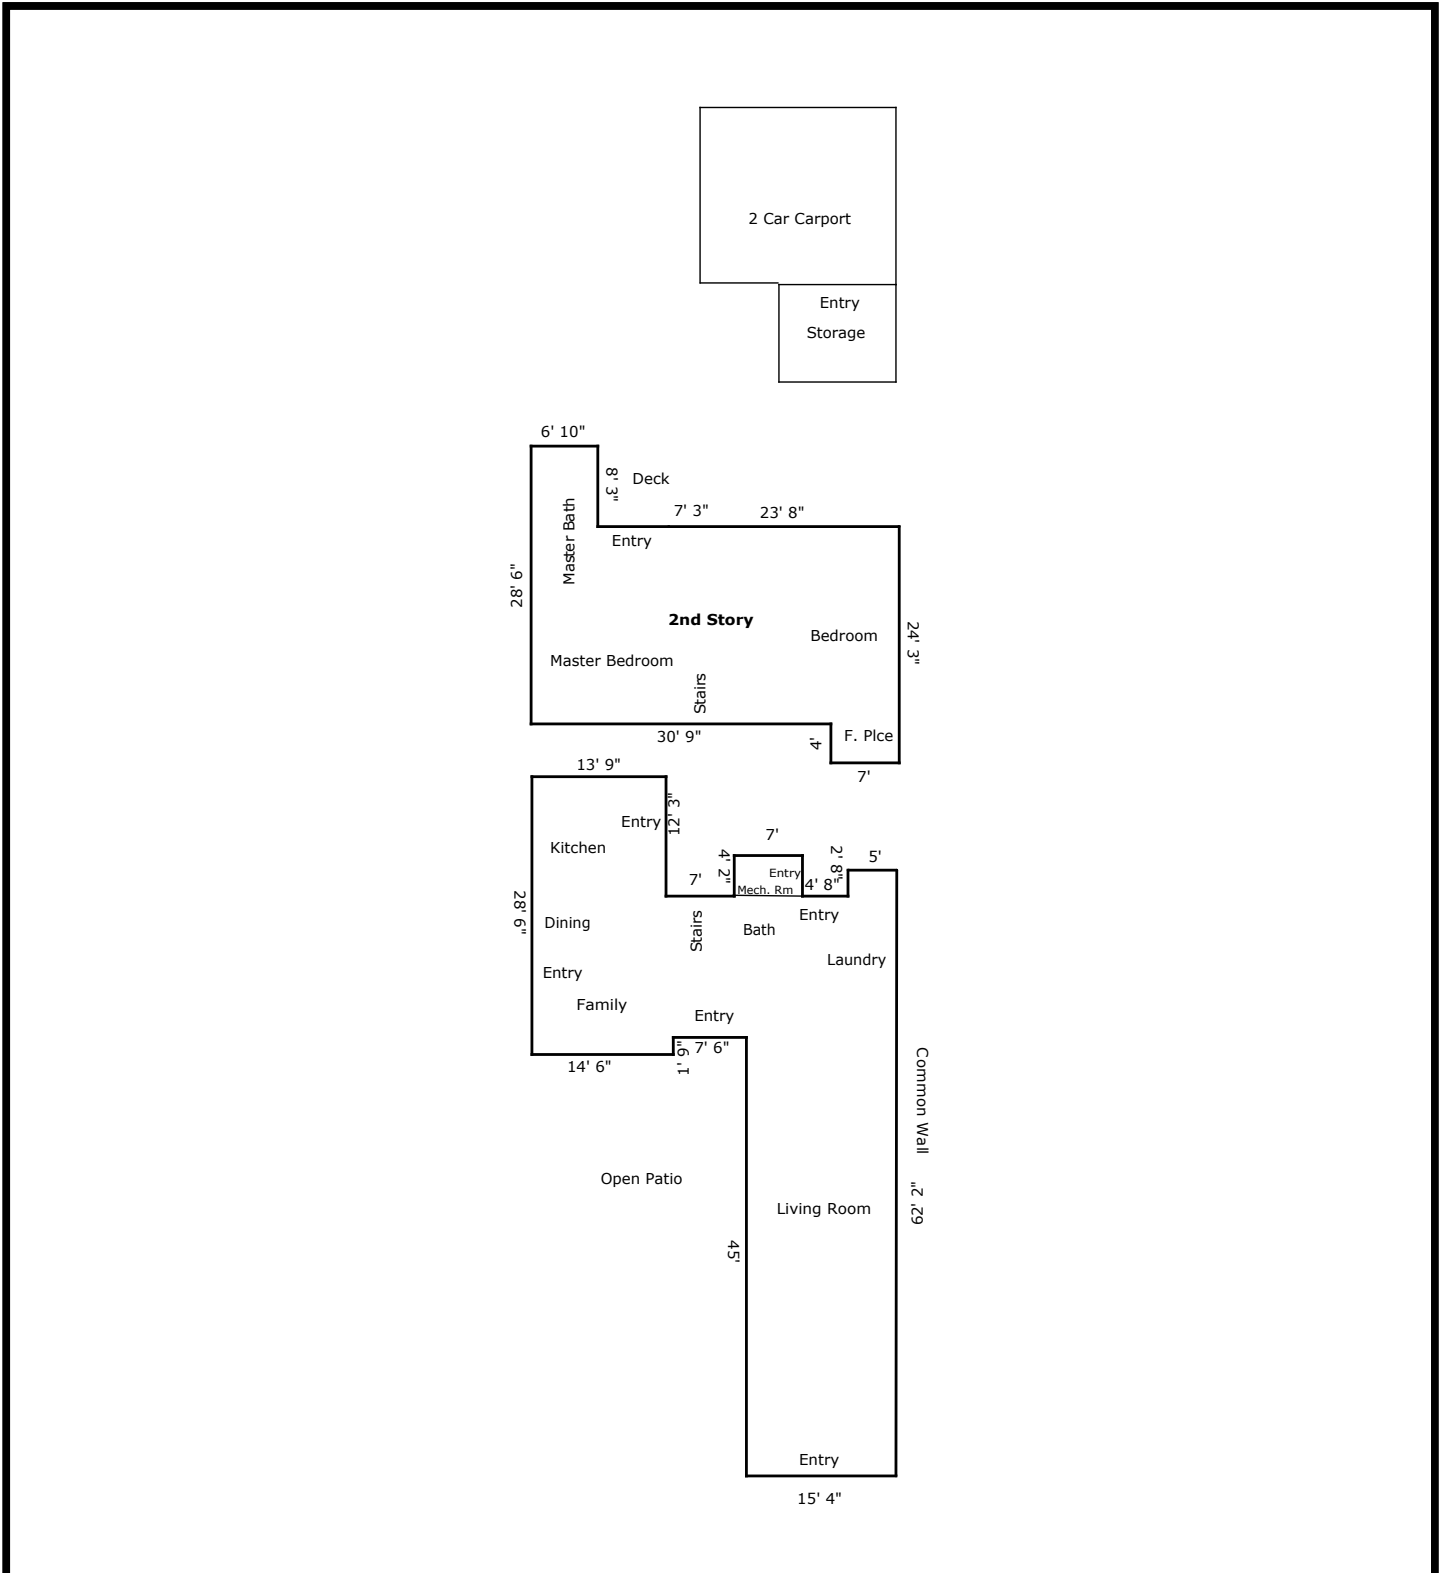 2 Car Carport
Entry
Storage
6' 10"
8' 3"
Deck
7' 3"
23' 8"
Master Bath
Entry
28' 6"
2nd Story
Bedroom
24' 3"
Master Bedroom
Stairs
30' 9"
4'
F. Plce
7'
13' 9"
12' 3"
Entry
Kitchen
7'
4' 2"
7'
Entry
Mech. Rm
4' 8"
2' 8"
5'
28' 6"
Dining
Stairs
Bath
Entry
Laundry
Entry
Family
Entry
14' 6"
1' 9"
7' 6"
Common Wall
62' 2"
Open Patio
Living Room
45'
Entry
15' 4"